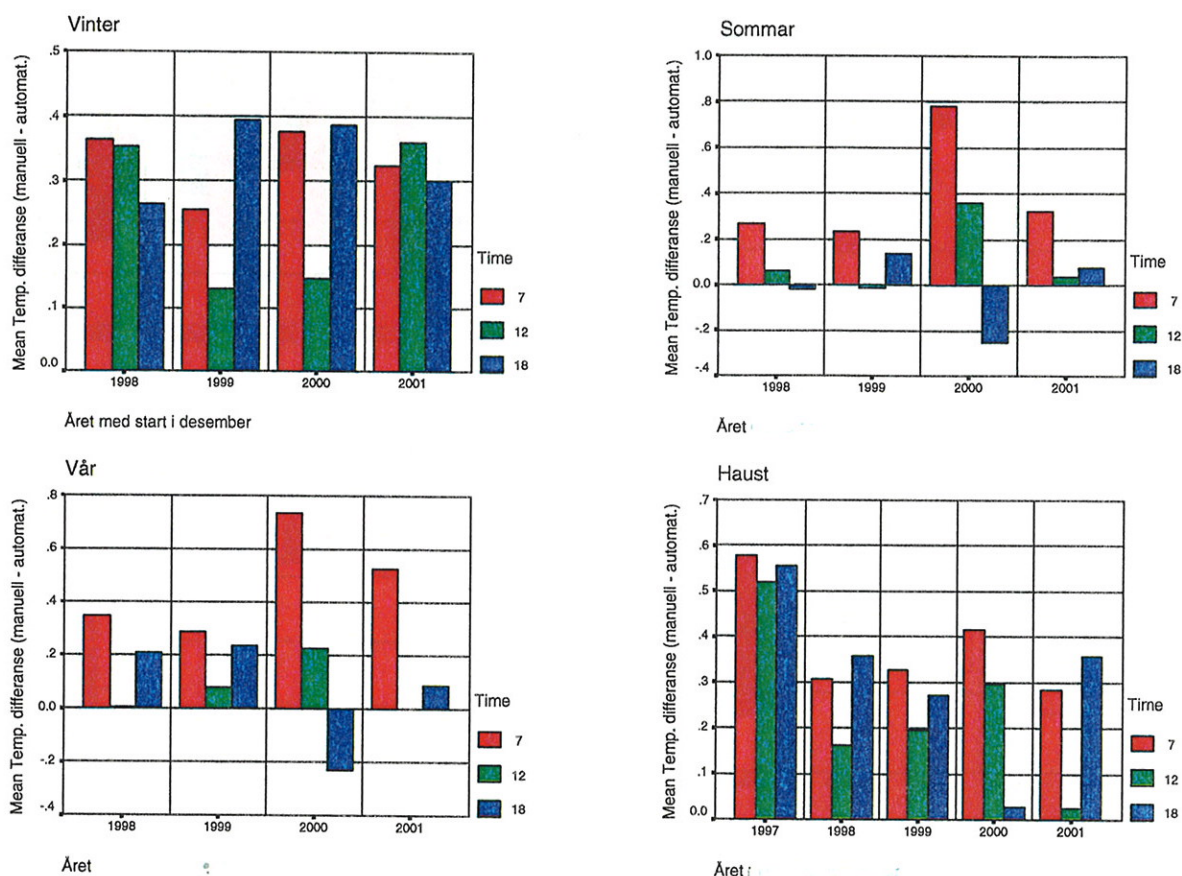 Vinter
Mean Temp. differanse (manuell - automat.)
.5
.4
.3
.2
.1
0.0
1998 1999 2000 2001
Time
7
12
18
Året med start i desember
Sommar
Mean Temp. differanse (manuell - automat.)
1.0
.8
.6
.4
.2
0.0
-.2
-.4
1998 1999 2000 2001
Time
7
12
18
Året
Vår
Mean Temp. differanse (manuell - automat.)
.8
.6
.4
.2
0.0
-.2
-.4
1998 1999 2000 2001
Time
7
12
18
Året
Haust
Mean Temp. differanse (manuell - automat.)
.7
.6
.5
.4
.3
.2
.1
0.0
1997 1998 1999 2000 2001
Time
7
12
18
Året